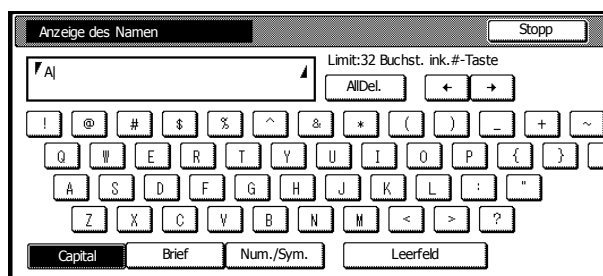 Anzeige des Namen Stopp
A| Limit:32 Buchst. ink.#-Taste
AllDel. ← →
! @ # $ % ^ & * ( ) _ + ~
Q W E R T Y U I O P { }
A S D F G H J K L : "
Z X C V B N M < > ?
Capital Brief Num./Sym. Leerfeld